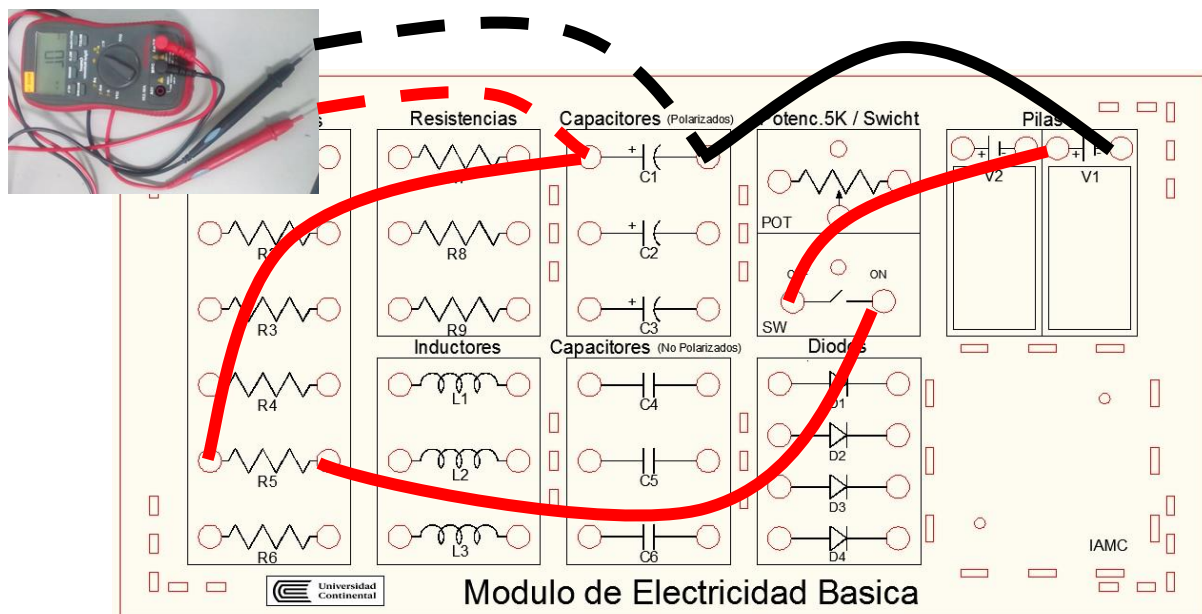 Resistencias
Capacitores (Polarizados)
Potenc.5K / Swicht
Pilas
C1
V2
V1
R2
R8
C2
POT
OFF
ON
R3
R9
C3
SW
Inductores
Capacitores (No Polarizados)
Diodos
R4
L1
C4
D1
D2
R5
L2
C5
D3
R6
L3
C6
D4
IAMC
Universidad
Continental
Modulo de Electricidad Basica